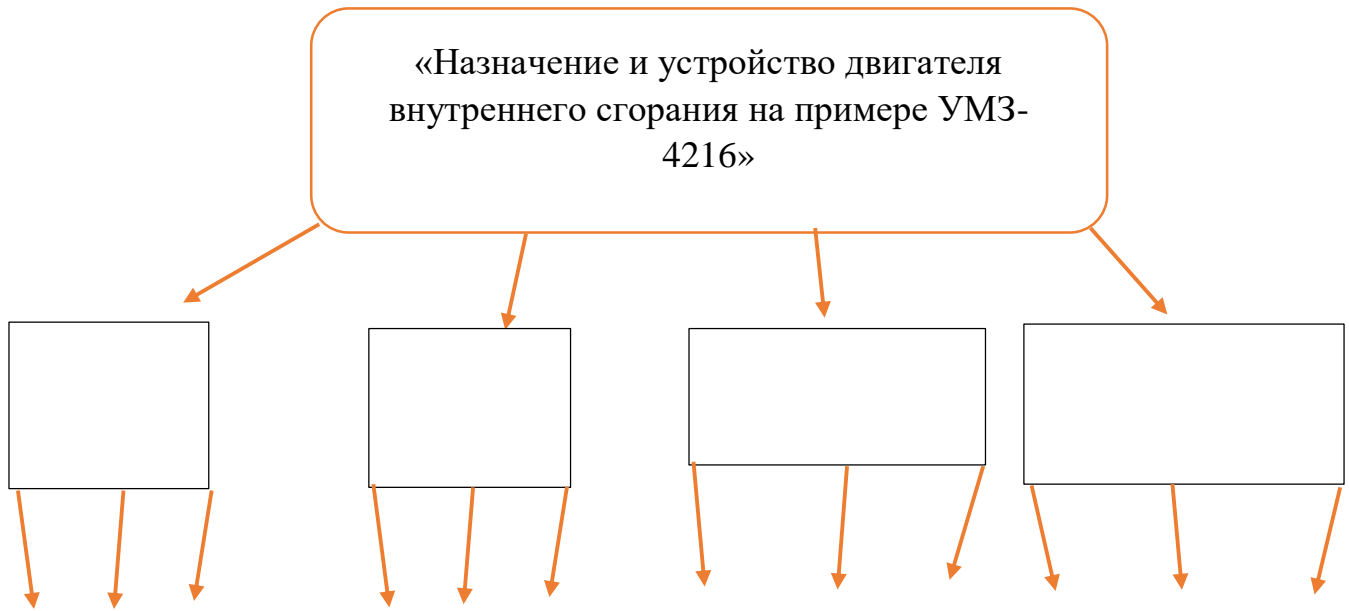 «Назначение и устройство двигателя
внутреннего сгорания на примере УМЗ-
4216»